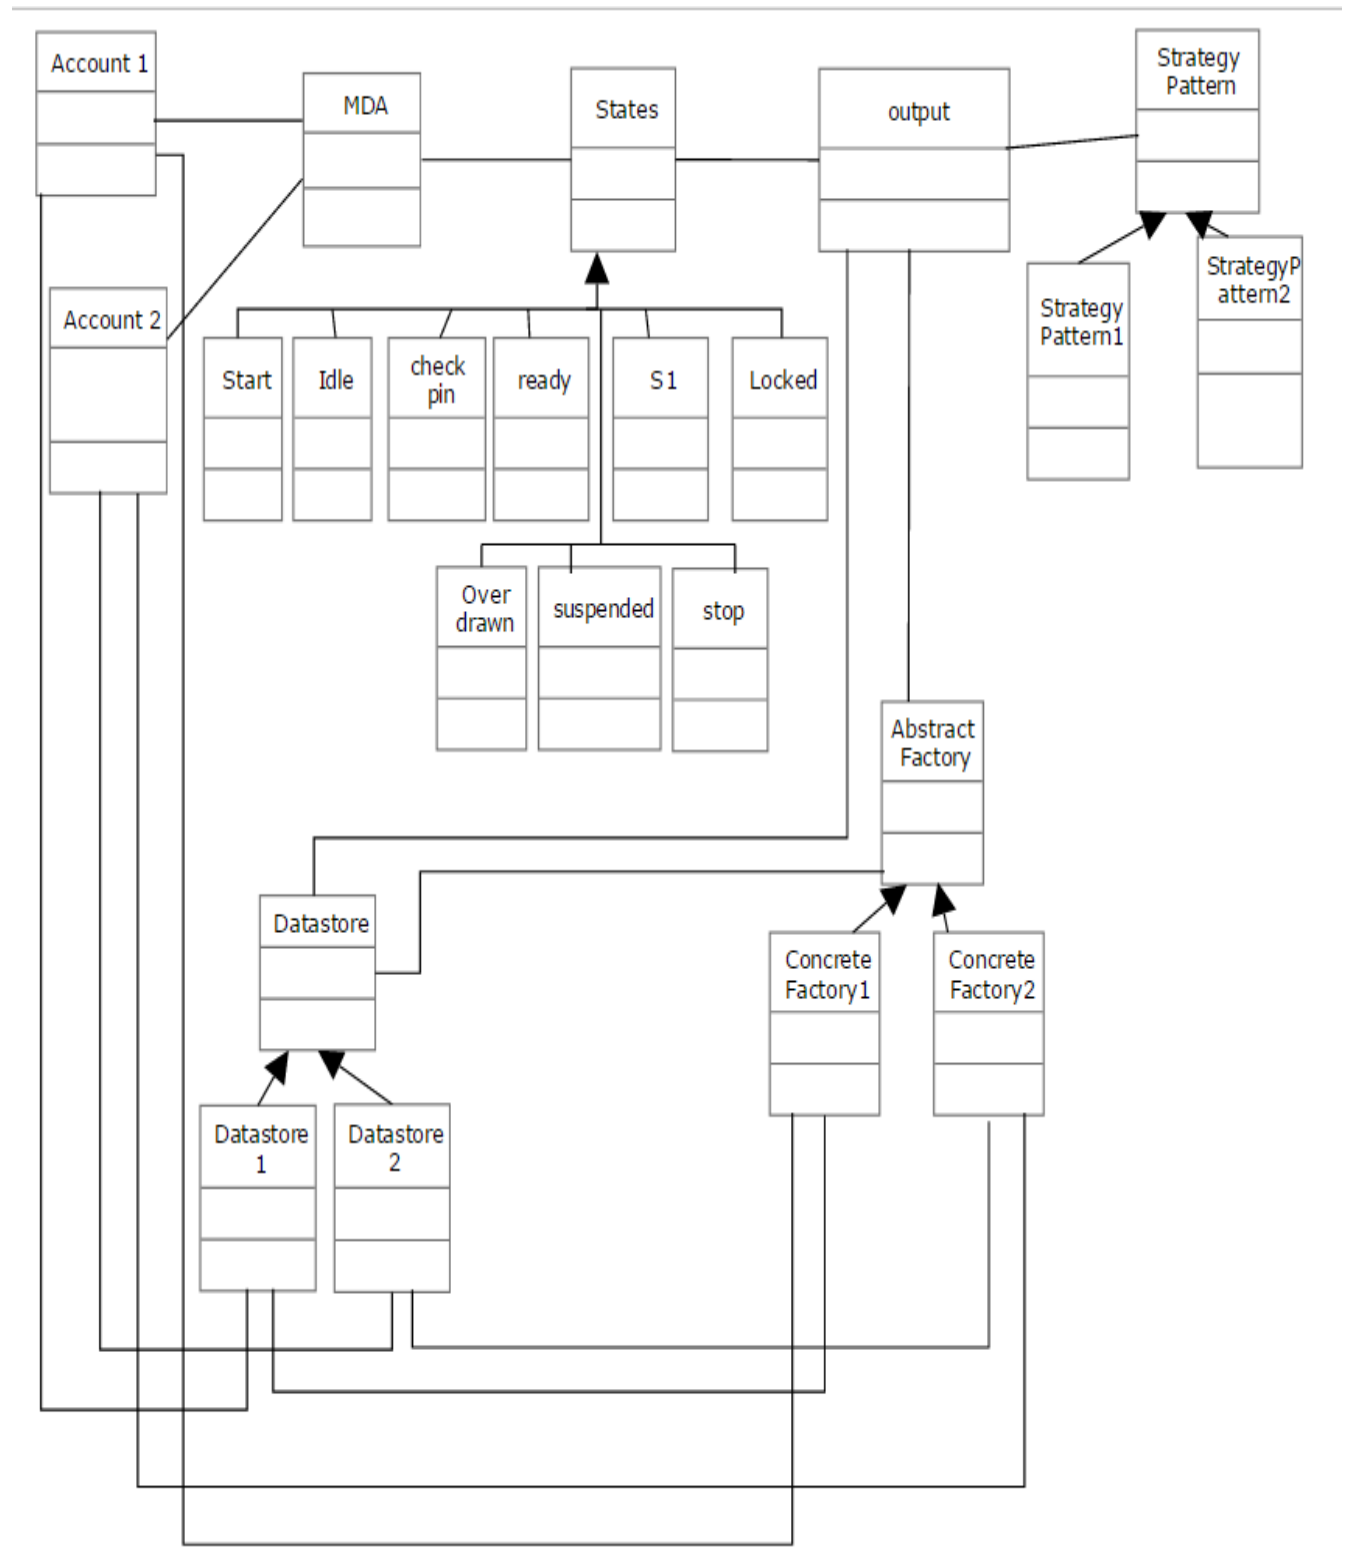 Account 1
MDA
States
output
Strategy
Pattern
Account 2
Strategy
Pattern1
StrategyP
attern2
Start
Idle
check
pin
ready
S1
Locked
Over
drawn
suspended
stop
Abstract
Factory
Datastore
Concrete
Factory1
Concrete
Factory2
Datastore
1
Datastore
2